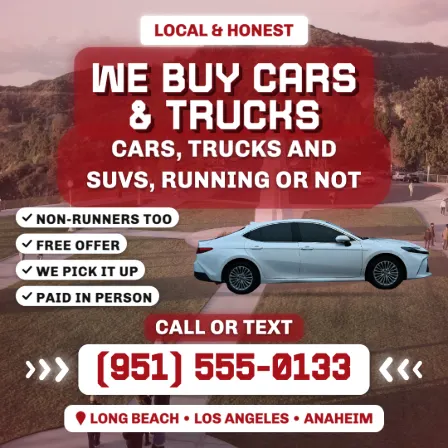 LOCAL & HONEST
WE BUY CARS
& TRUCKS
CARS, TRUCKS AND
SUVS, RUNNING OR NOT
✓ NON-RUNNERS TOO
✓ FREE OFFER
✓ WE PICK IT UP
✓ PAID IN PERSON
CALL OR TEXT
(951) 555-0133
LONG BEACH • LOS ANGELES • ANAHEIM